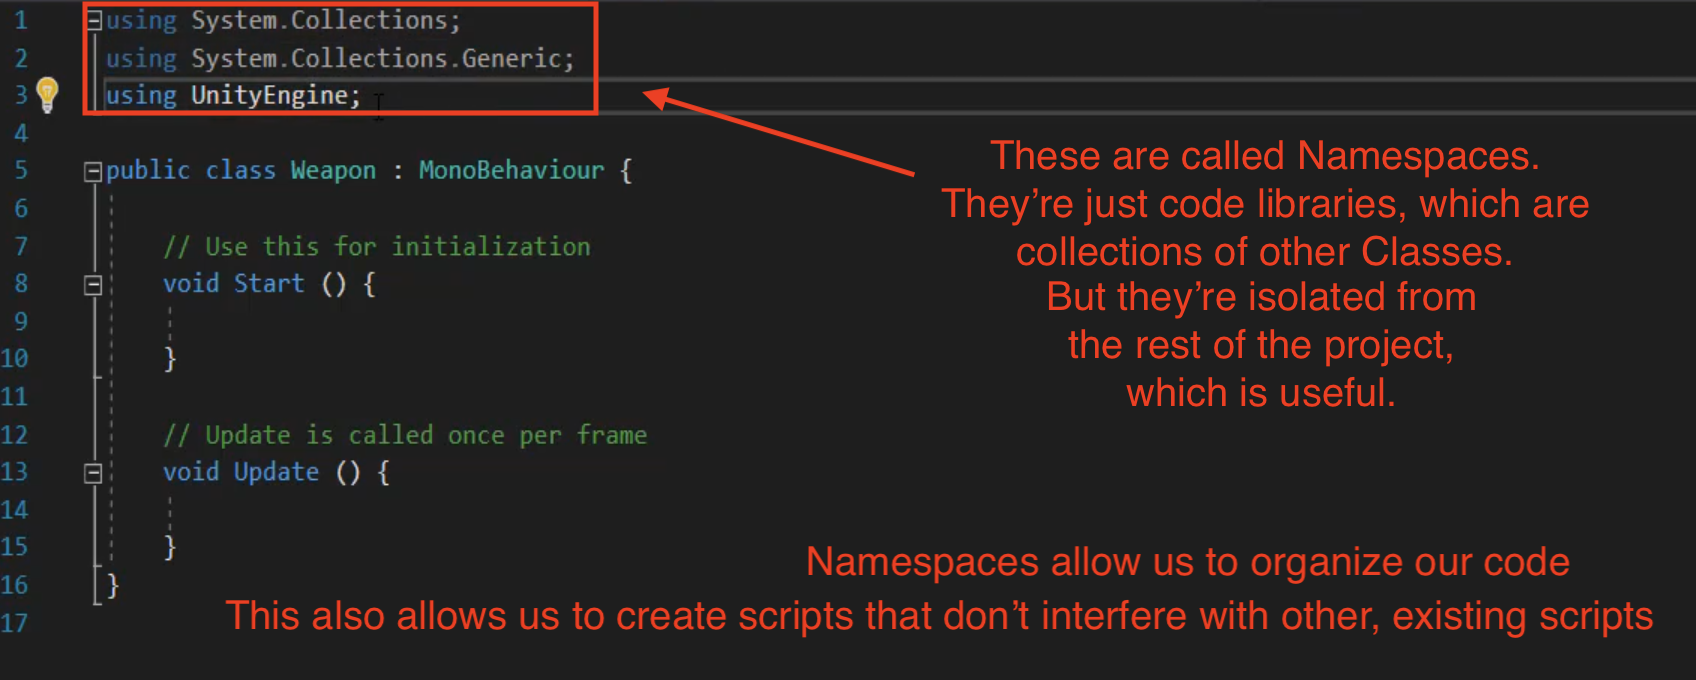 1 using System.Collections;
2 using System.Collections.Generic;
3 using UnityEngine;
4
5 public class Weapon : MonoBehaviour {
6
7 // Use this for initialization
8 void Start () {
9
10 }
11
12 // Update is called once per frame
13 void Update () {
14
15 }
16 }
17
These are called Namespaces.
They’re just code libraries, which are
collections of other Classes.
But they’re isolated from
the rest of the project,
which is useful.
Namespaces allow us to organize our code
This also allows us to create scripts that don’t interfere with other, existing scripts